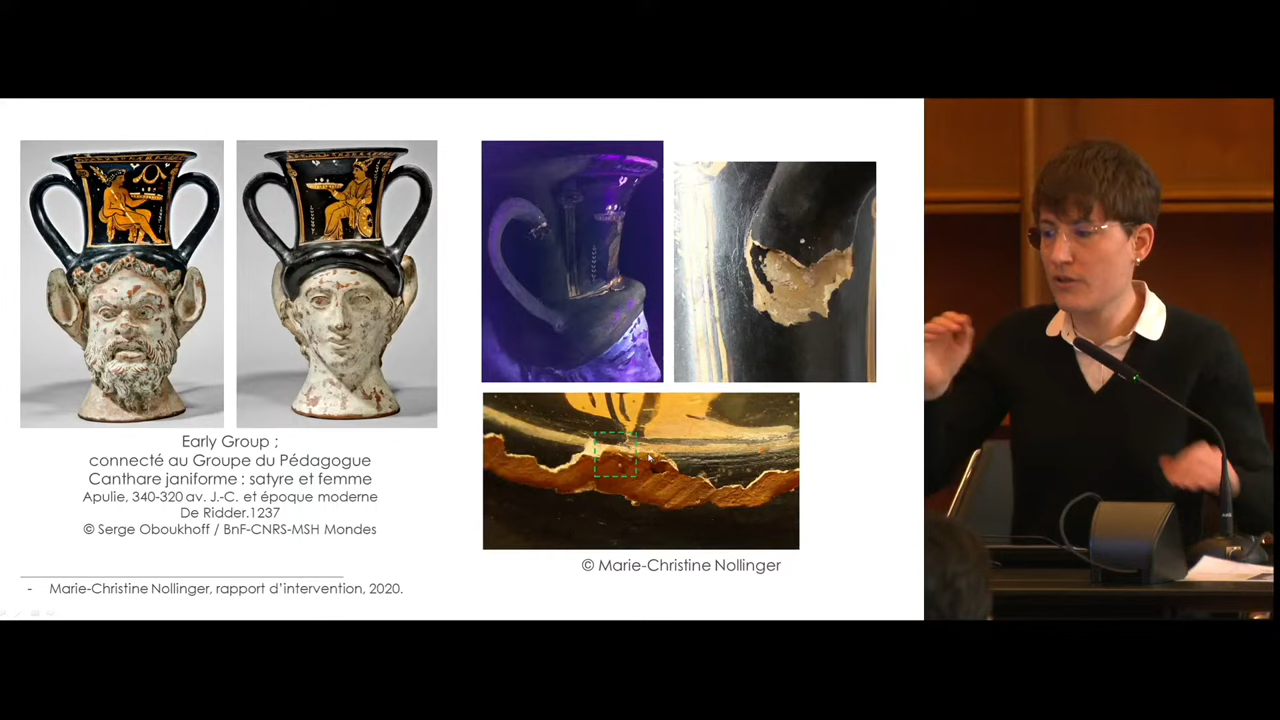 Early Group ;
connecté au Groupe du Pédagogue
Canthare janiforme : satyre et femme
Apulie, 340-320 av. J.-C. et époque moderne
De Ridder.1237
© Serge Oboukhoff / BnF-CNRS-MSH Mondes
© Marie-Christine Nollinger
- Marie-Christine Nollinger, rapport d’intervention, 2020.